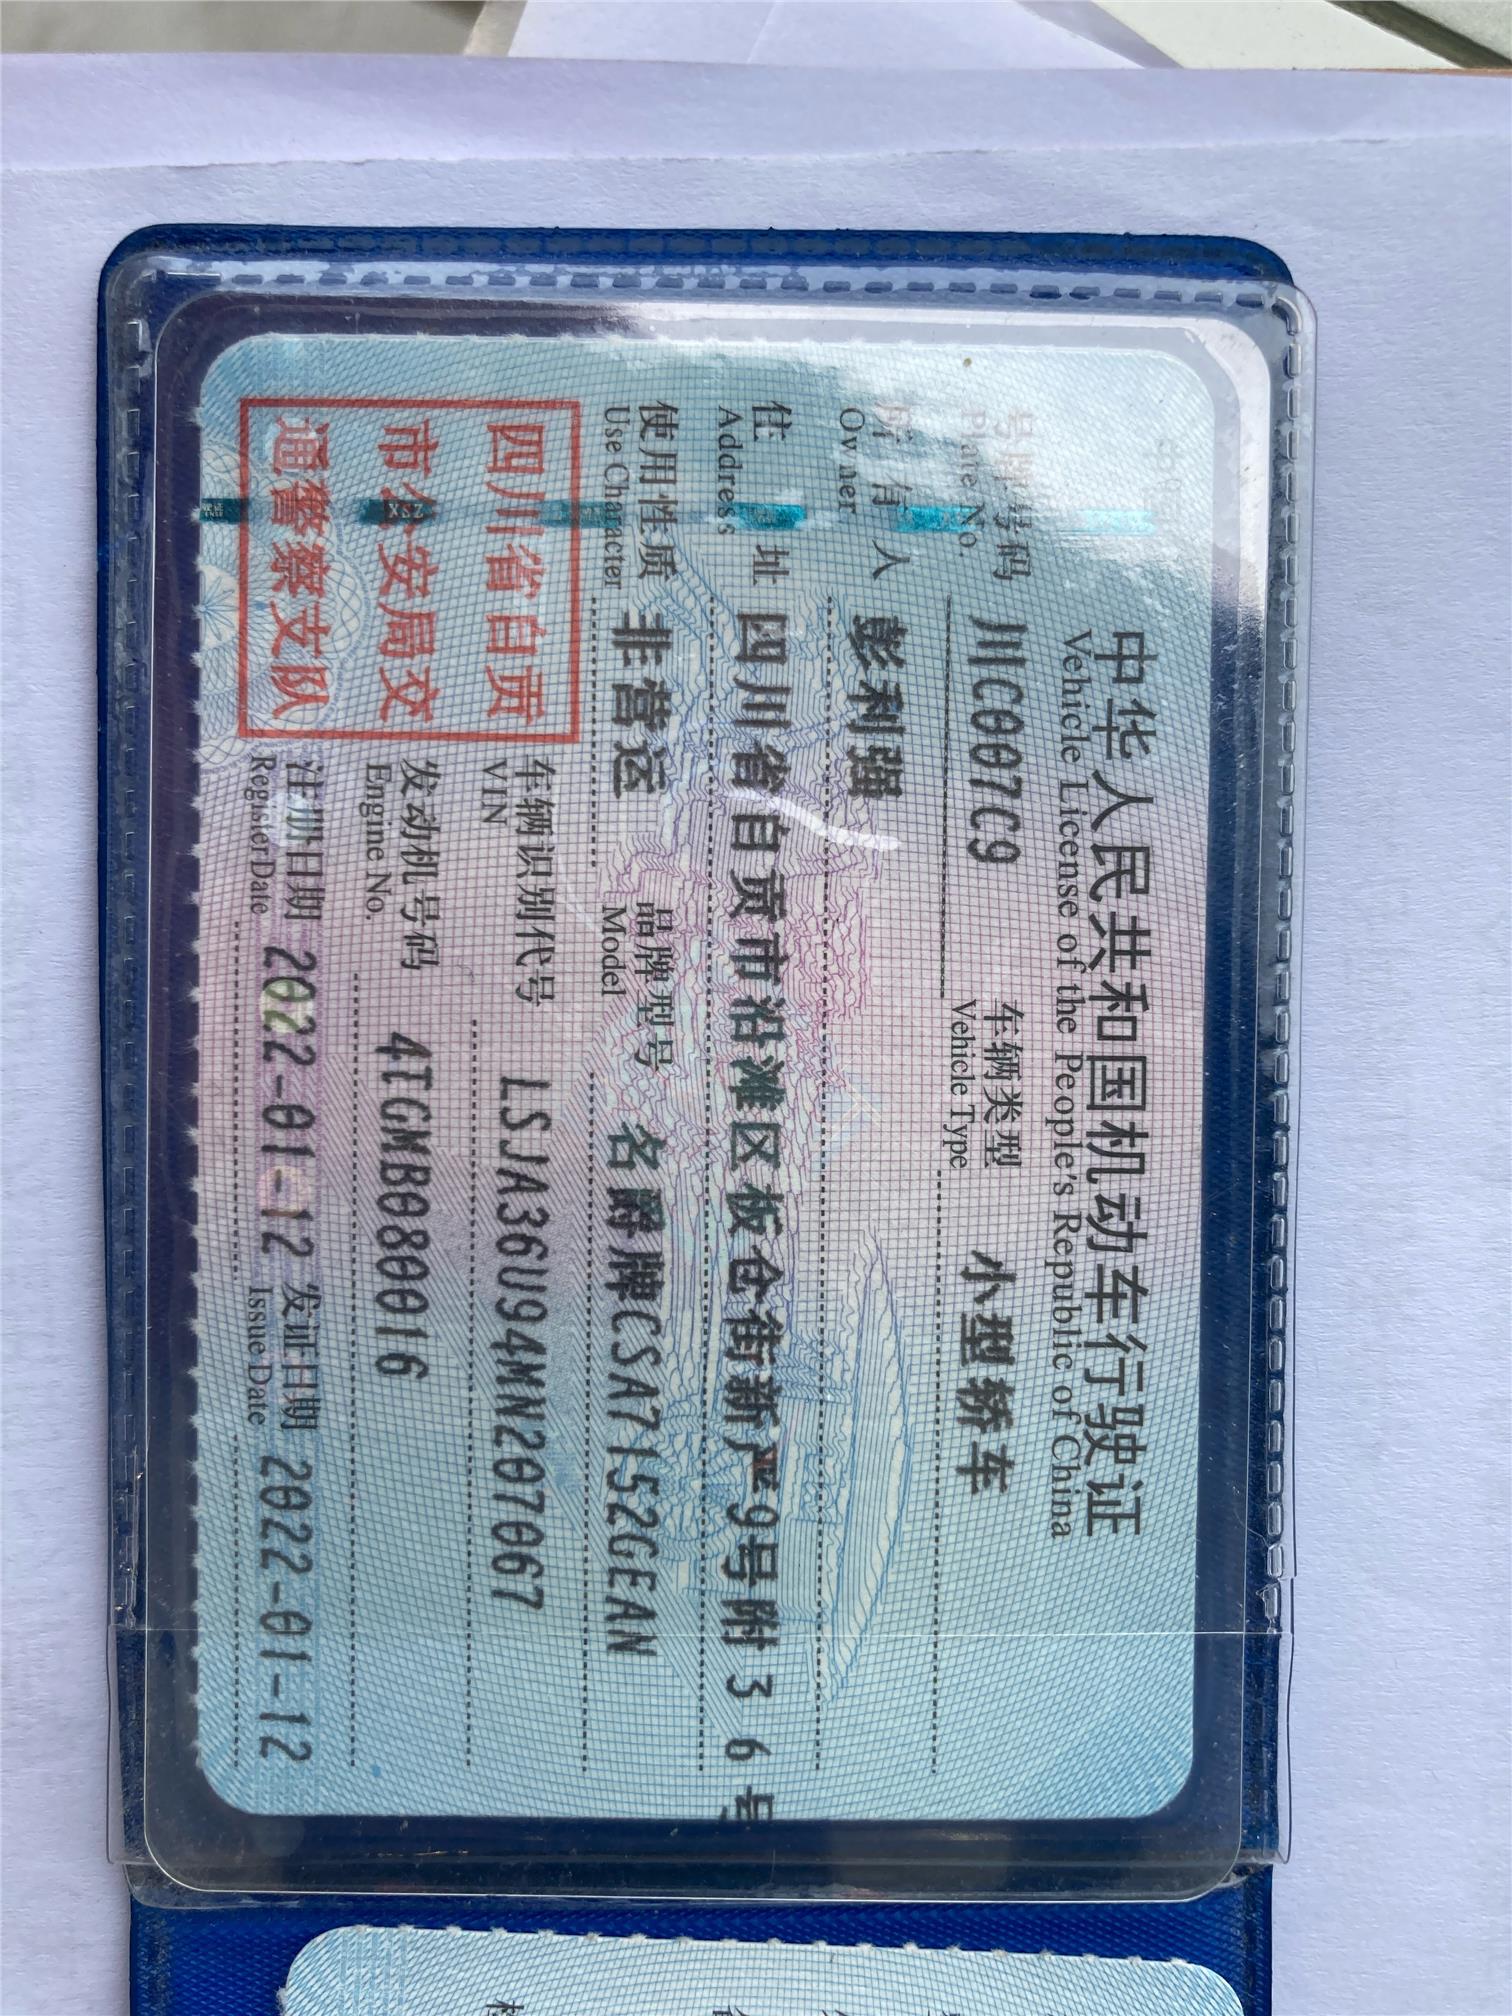 中华人民共和国机动车行驶证
Vehicle License of the People's Republic of China
号牌号码 川C007C9 车辆类型 小型轿车
Plate No. Vehicle Type
所有人 彭利强
Owner
住址 四川省自贡市沿滩区板仓街新严9号附36号
Address
使用性质 非营运 品牌型号 名爵牌CSA7152GEAN
Use Character Model
四川省自贡
市公安局交
通警察支队
车辆识别代号 LSJA36U94MN207067
VIN
发动机号码 4TGMB0800016
Engine No.
注册日期 2022-01-12 发证日期 2022-01-12
Register Date Issue Date